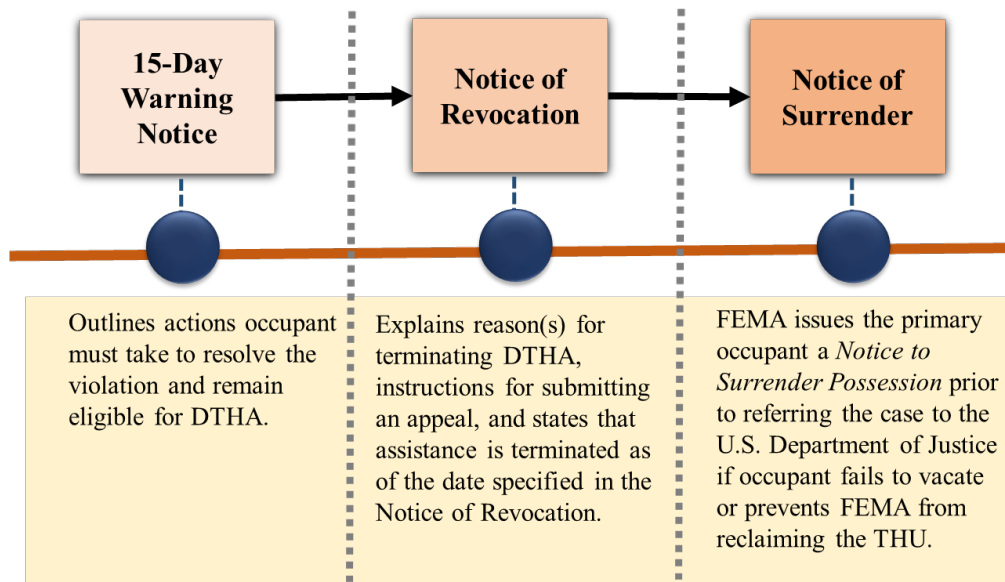 15-Day
Warning
Notice
Notice of
Revocation
Notice of
Surrender
Outlines actions occupant
must take to resolve the
violation and remain
eligible for DTHA.
Explains reason(s) for
terminating DTHA,
instructions for submitting
an appeal, and states that
assistance is terminated as
of the date specified in the
Notice of Revocation.
FEMA issues the primary
occupant a Notice to
Surrender Possession prior
to referring the case to the
U.S. Department of Justice
if occupant fails to vacate
or prevents FEMA from
reclaiming the THU.